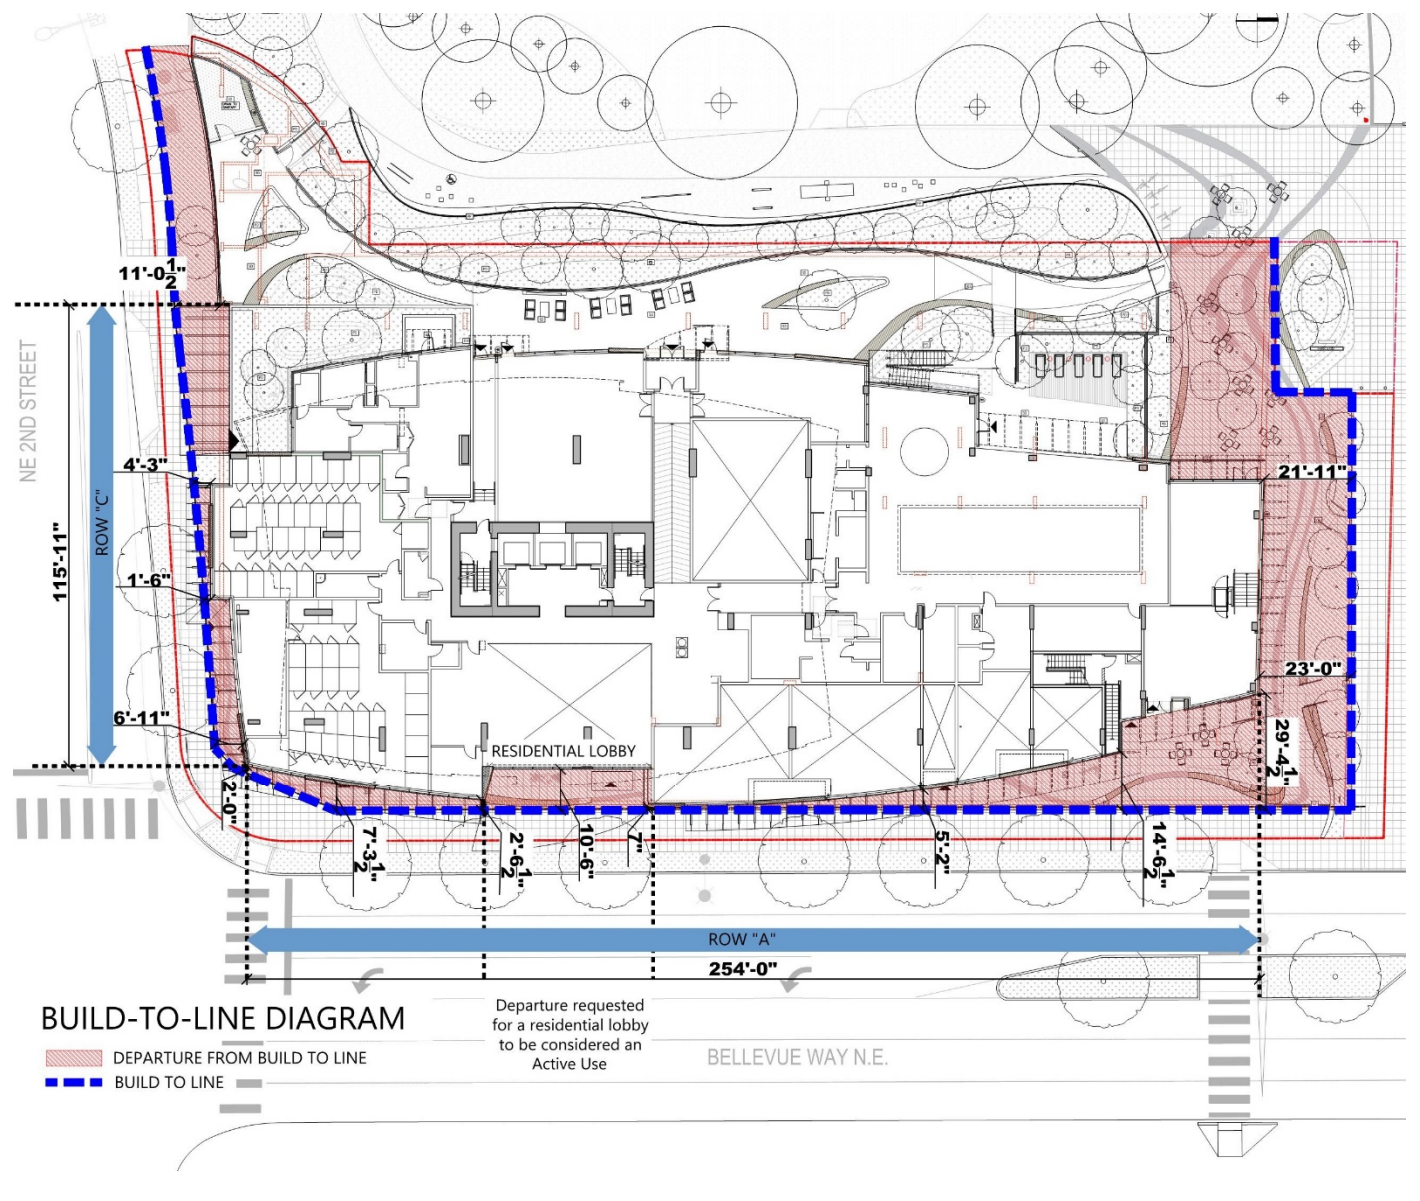 11'-0 1/2"
NE 2ND STREET
ROW "C"
115'-11"
4'-3"
1'-6"
6'-11"
21'-11"
23'-0"
29'-4 1/2"
RESIDENTIAL LOBBY
2'-0"
7'-3 1/2"
2'-6 1/2"
10'-6"
7"
5'-2"
14'-6 1/2"
ROW "A"
254'-0"
BUILD-TO-LINE DIAGRAM
DEPARTURE FROM BUILD TO LINE
BUILD TO LINE
Departure requested
for a residential lobby
to be considered an
Active Use
BELLEVUE WAY N.E.